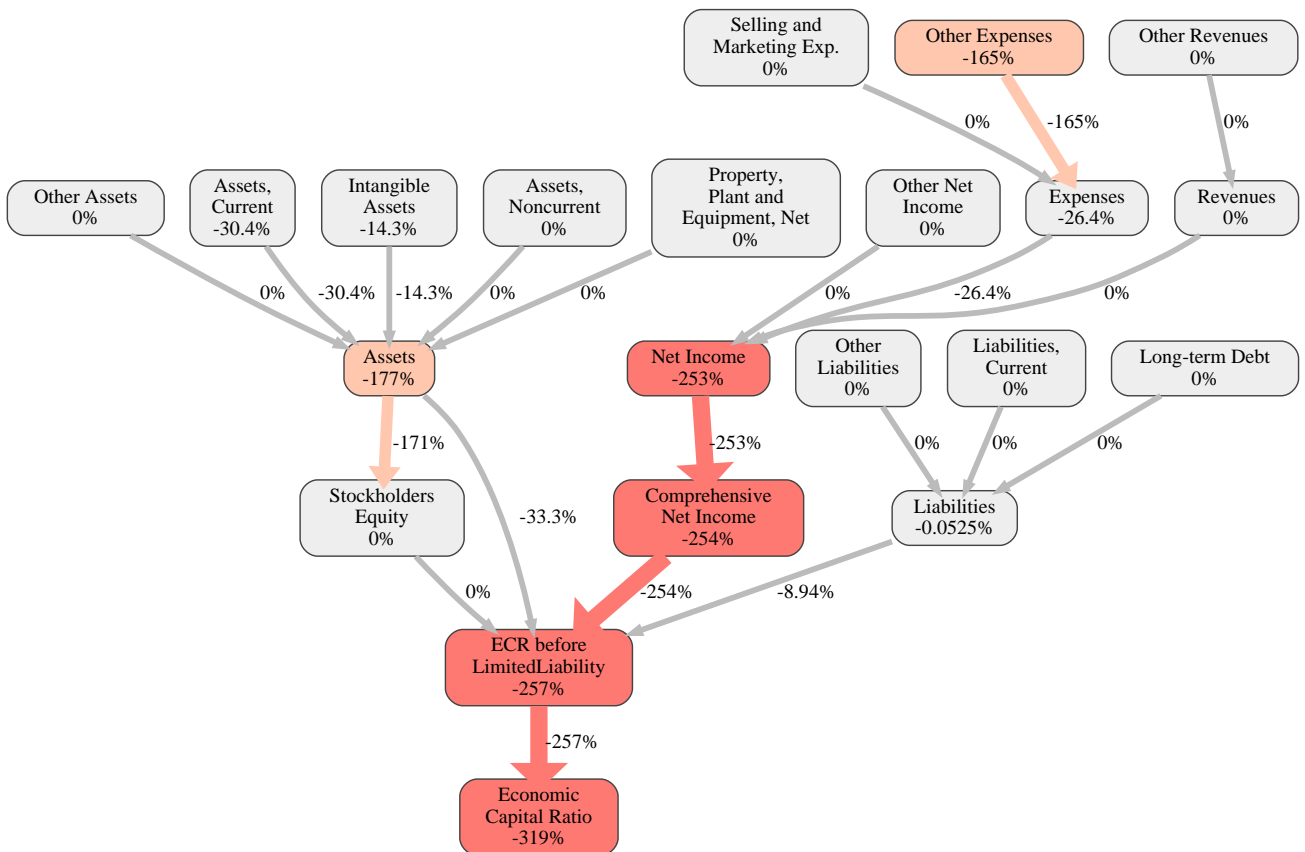 Selling and
Marketing Exp.
0%
Other Expenses
-165%
Other Revenues
0%
0%
-165%
0%
Other Assets
0%
Assets,
Current
-30.4%
Intangible
Assets
-14.3%
Assets,
Noncurrent
0%
Property,
Plant and
Equipment, Net
0%
Other Net
Income
0%
Expenses
-26.4%
Revenues
0%
0%
-30.4%
-14.3%
0%
0%
0%
-26.4%
0%
Assets
-177%
Net Income
-253%
Other
Liabilities
0%
Liabilities,
Current
0%
Long-term Debt
0%
-171%
-253%
0%
0%
0%
Stockholders
Equity
0%
-33.3%
Comprehensive
Net Income
-254%
Liabilities
-0.0525%
0%
-254%
-8.94%
ECR before
LimitedLiability
-257%
-257%
Economic
Capital Ratio
-319%